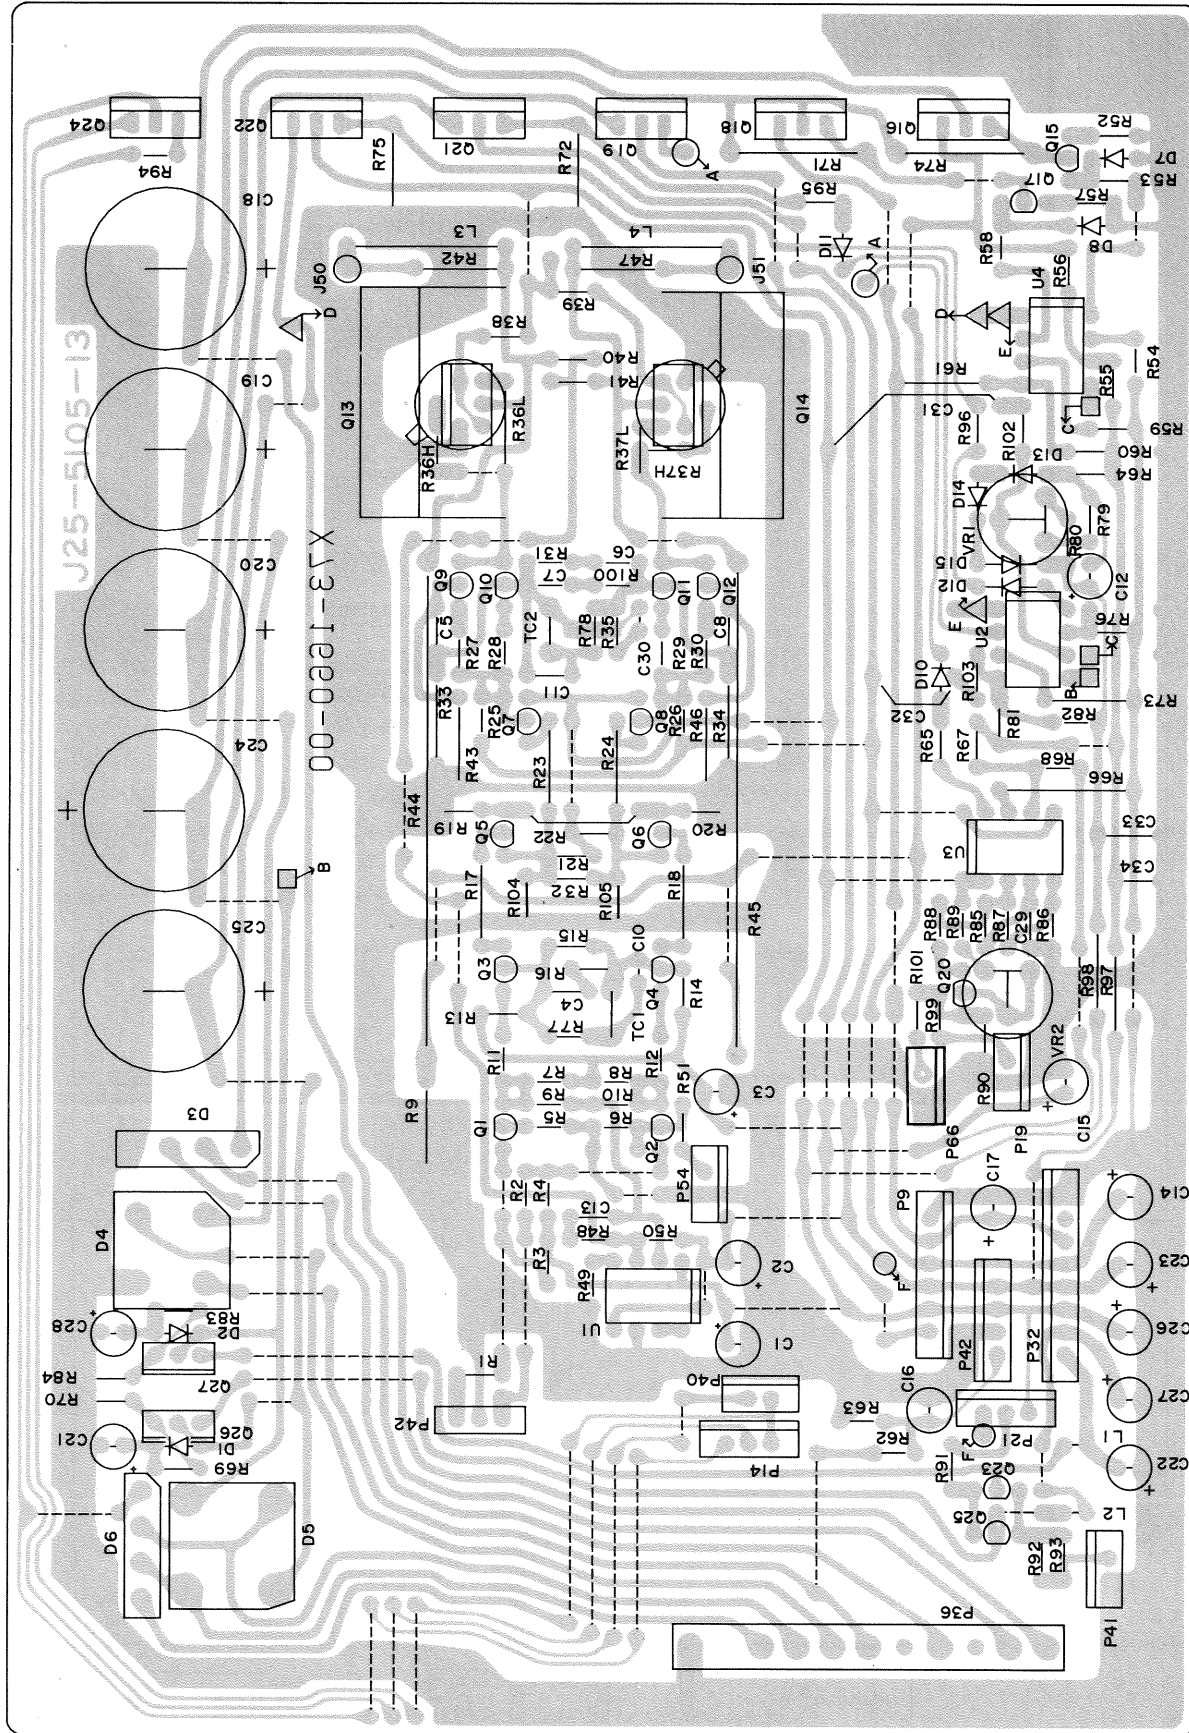 Q24
Q22
Q21
Q19
Q18
Q16
R94
R75
R72
A
R71
R74
R95
Q15
R52
D7
R53
Q17
R57
D8
R58
C18
L3
R42
L4
R47
J50
J51
D11
A
U4
R56
D
R39
R38
D
E
J25-5105-13
C19
R40
R41
R61
R54
R55
Q13
R36L
R36H
R37L
R37H
Q14
C31
C
R96
R102
R59
D13
R60
R64
D14
VR1
R79
R80
C20
X73-1660-00
R31
C6
C7
R100
Q9
Q10
Q11
Q12
D15
D12
C12
E
U2
C5
TC2
R78
R35
C8
R76
C
R27
R28
C30
R29
R30
D10
R103
B
C11
R33
R25
Q7
Q8
R26
R46
R34
C32
R73
R82
R81
C24
R43
R23
R24
R65
R67
R68
R66
R44
R19
Q5
R22
Q6
R20
U3
C33
C34
B
R21
R17
R104
R32
R105
R18
R45
C25
R15
C10
R88
R89
R85
R87
C29
R86
Q3
R16
Q4
R14
R101
Q20
R98
R97
C4
R13
R77
TC1
R99
R11
R7
R8
R12
R51
C3
R90
VR2
R9
R9
R10
Q1
R5
R6
Q2
P66
P19
C15
D3
P54
R2
R4
C13
R48
R50
P9
C17
C14
D4
R3
R49
C2
F
C23
C28
R83
D2
U1
C1
P42
P32
C26
R84
R70
Q27
R1
P40
C16
C27
P42
R63
R62
P21
L1
C21
D1
Q26
R69
P14
F
R91
Q23
C22
Q25
L2
D6
D5
R92
R93
P36
P41